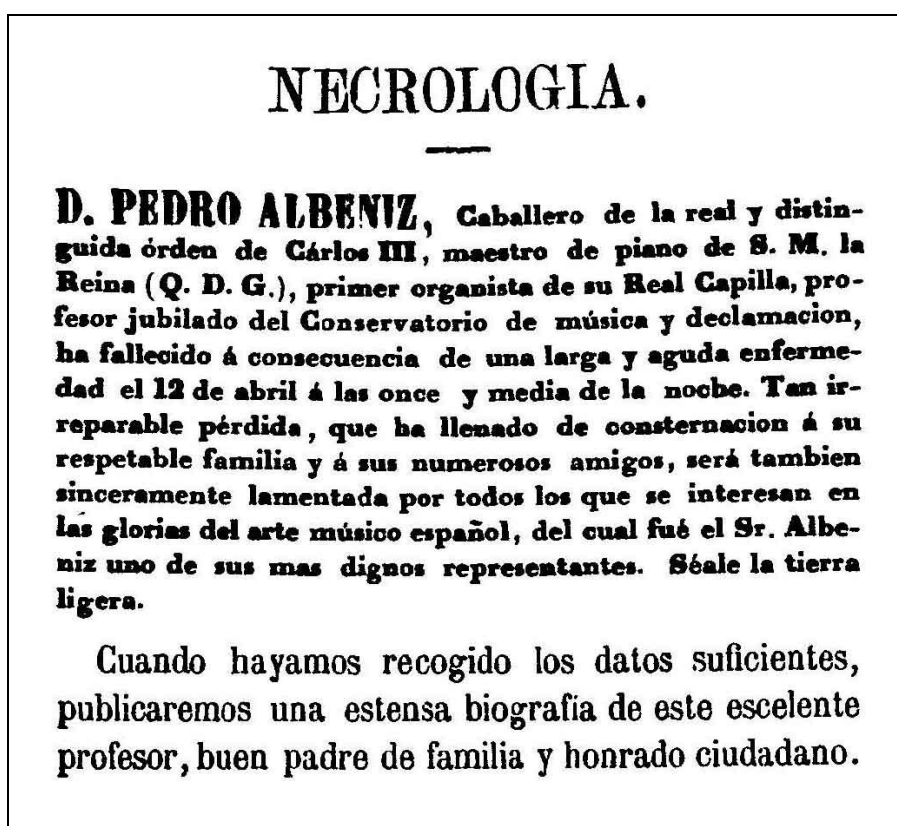 NECROLOGIA.
D. PEDRO ALBENIZ, Caballero de la real y distin-
guida órden de Cárlos III, maestro de piano de S. M. la
Reina (Q. D. G.), primer organista de su Real Capilla, pro-
fesor jubilado del Conservatorio de música y declamacion,
ha fallecido á consecuencia de una larga y aguda enferme-
dad el 12 de abril á las once y media de la noche. Tan ir-
reparable pérdida, que ha llenado de consternacion á su
respetable familia y á sus numerosos amigos, será tambien
sinceramente lamentada por todos los que se interesan en
las glorias del arte músico español, del cual fué el Sr. Albe-
niz uno de sus mas dignos representantes. Séale la tierra
ligera.
Cuando hayamos recogido los datos suficientes,
publicaremos una estensa biografia de este escelente
profesor, buen padre de familia y honrado ciudadano.